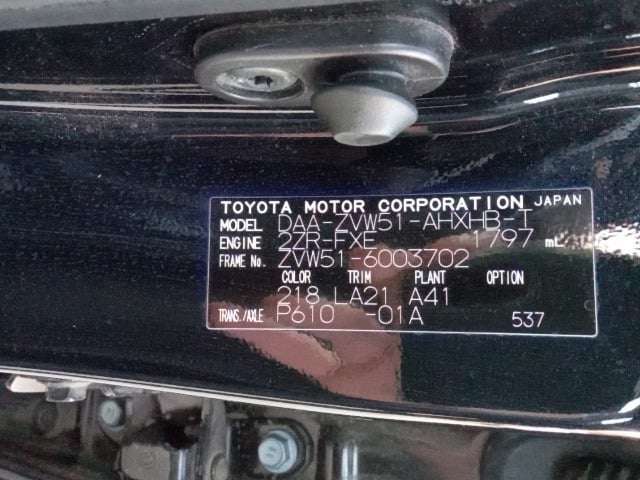 TOYOTA MOTOR CORPORATION JAPAN
MODEL DAA-ZVW51-AHXHB-T
ENGINE 2ZR-FXE 1797 mL
FRAME No. ZVW51-6003702
COLOR TRIM PLANT OPTION
218 LA21 A41
TRANS./AXLE P610 -01A 537